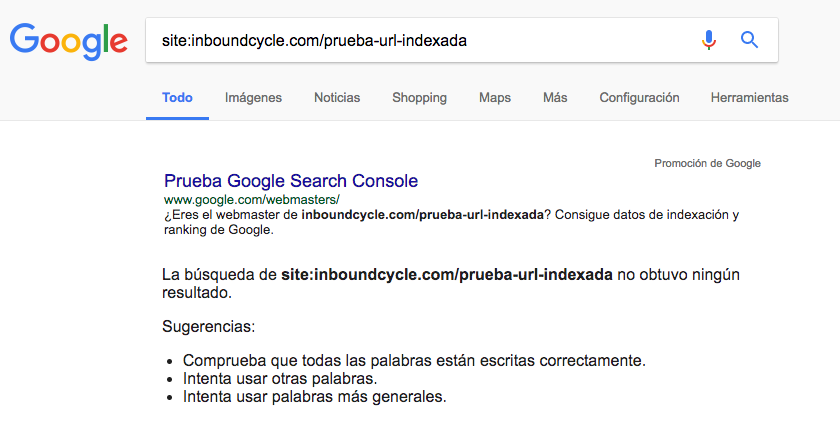 Google
site:inboundcycle.com/prueba-url-indexada
Todo Imágenes Noticias Shopping Maps Más Configuración Herramientas
Promoción de Google
Prueba Google Search Console
www.google.com/webmasters/
¿Eres el webmaster de inboundcycle.com/prueba-url-indexada? Consigue datos de indexación y
ranking de Google.
La búsqueda de site:inboundcycle.com/prueba-url-indexada no obtuvo ningún
resultado.
Sugerencias:
• Comprueba que todas las palabras están escritas correctamente.
• Intenta usar otras palabras.
• Intenta usar palabras más generales.